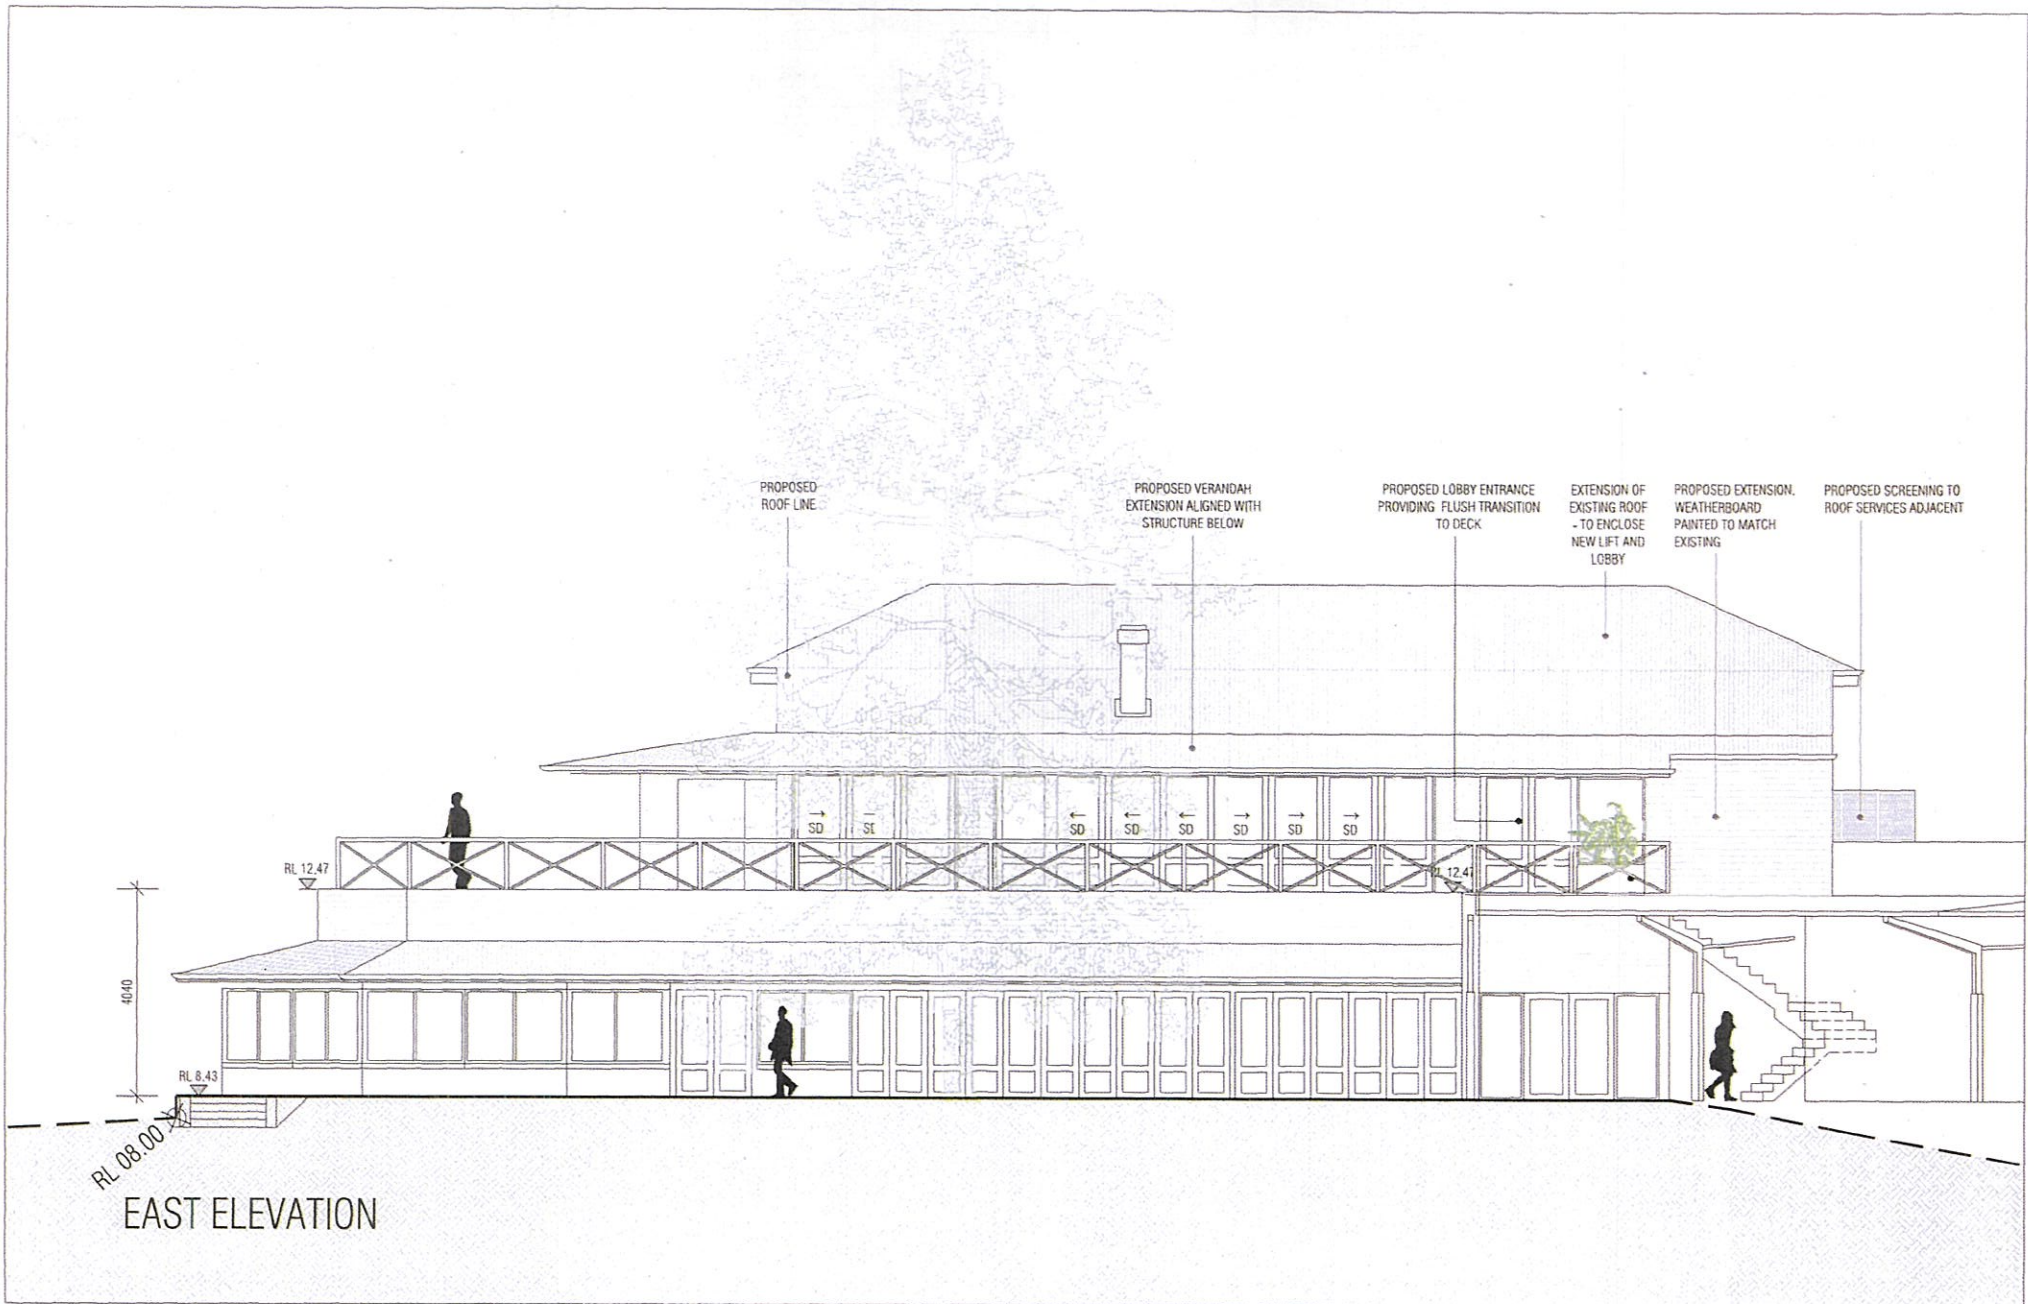 PROPOSED
ROOF LINE
PROPOSED VERANDAH
EXTENSION ALIGNED WITH
STRUCTURE BELOW
PROPOSED LOBBY ENTRANCE
PROVIDING FLUSH TRANSITION
TO DECK
EXTENSION OF
EXISTING ROOF
- TO ENCLOSE
NEW LIFT AND
LOBBY
PROPOSED EXTENSION,
WEATHERBOARD
PAINTED TO MATCH
EXISTING
PROPOSED SCREENING TO
ROOF SERVICES ADJACENT
SD
SD
SD
SD
SD
SD
SD
RL 12.47
12.47
4040
RL 8.43
RL 08.00
EAST ELEVATION